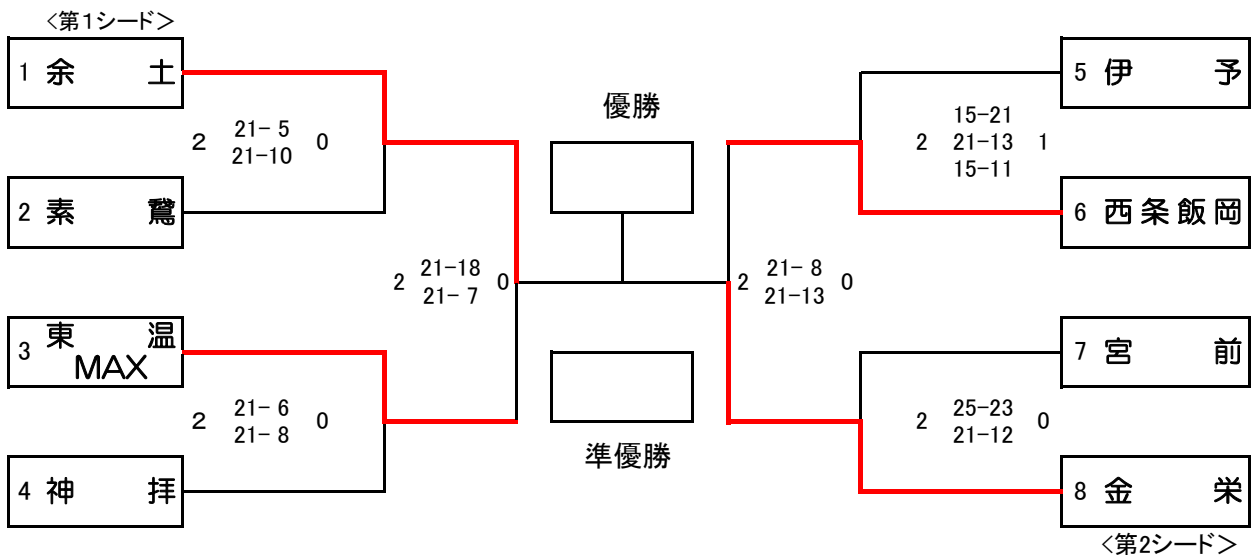 <第1シード>
1 余土
2 素鵞
3 東温
MAX
4 神拝
2 21-5 0
21-10
2 21-6 0
21-8
2 21-18 0
21-7
優勝
準優勝
2 21-8 0
21-13
15-21
2 21-13 1
15-11
2 25-23 0
21-12
5 伊予
6 西条飯岡
7 宮前
8 金栄
<第2シード>